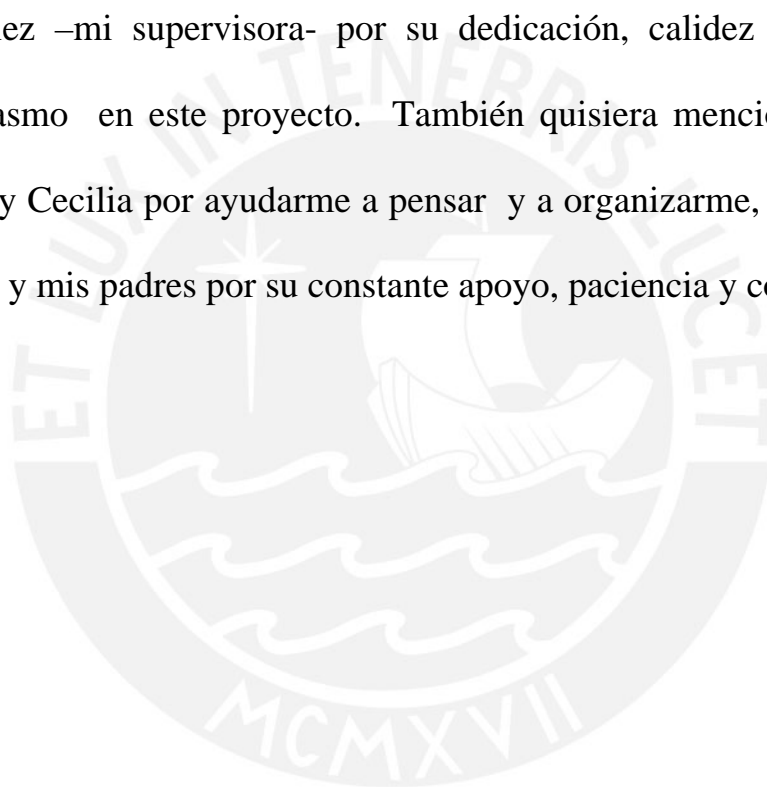 ez –mi supervisora- por su dedicación, calidez
asmo en este proyecto. También quisiera menci
y Cecilia por ayudarme a pensar y a organizarme,
y mis padres por su constante apoyo, paciencia y c
ET LUX IN TENEBRIS LUCET
MCMXVII